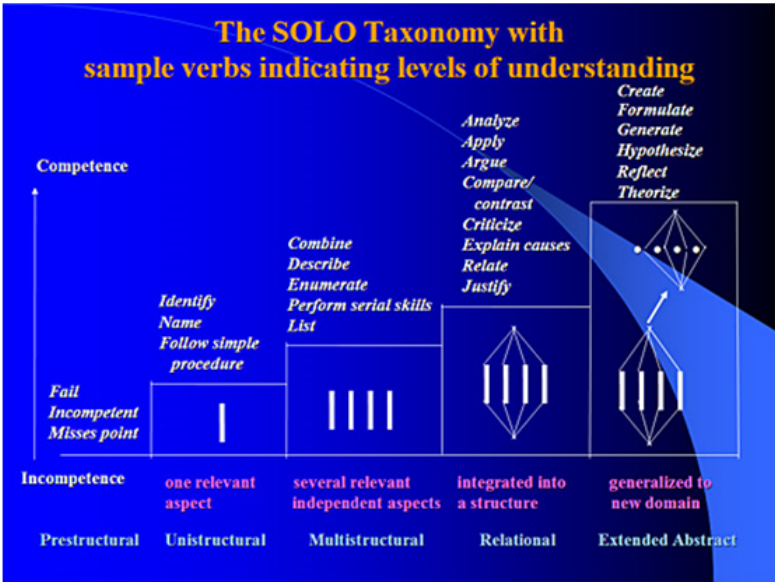 The SOLO Taxonomy with
sample verbs indicating levels of understanding
Competence
Fail
Incompetent
Misses point
Identify
Name
Follow simple
procedure
Combine
Describe
Enumerate
Perform serial skills
List
Analyze
Apply
Argue
Compare/
contrast
Criticize
Explain causes
Relate
Justify
Create
Formulate
Generate
Hypothesize
Reflect
Theorize
Incompetence
one relevant
aspect
several relevant
independent aspects
integrated into
a structure
generalized to
new domain
Prestructural
Unistructural
Multistructural
Relational
Extended Abstract